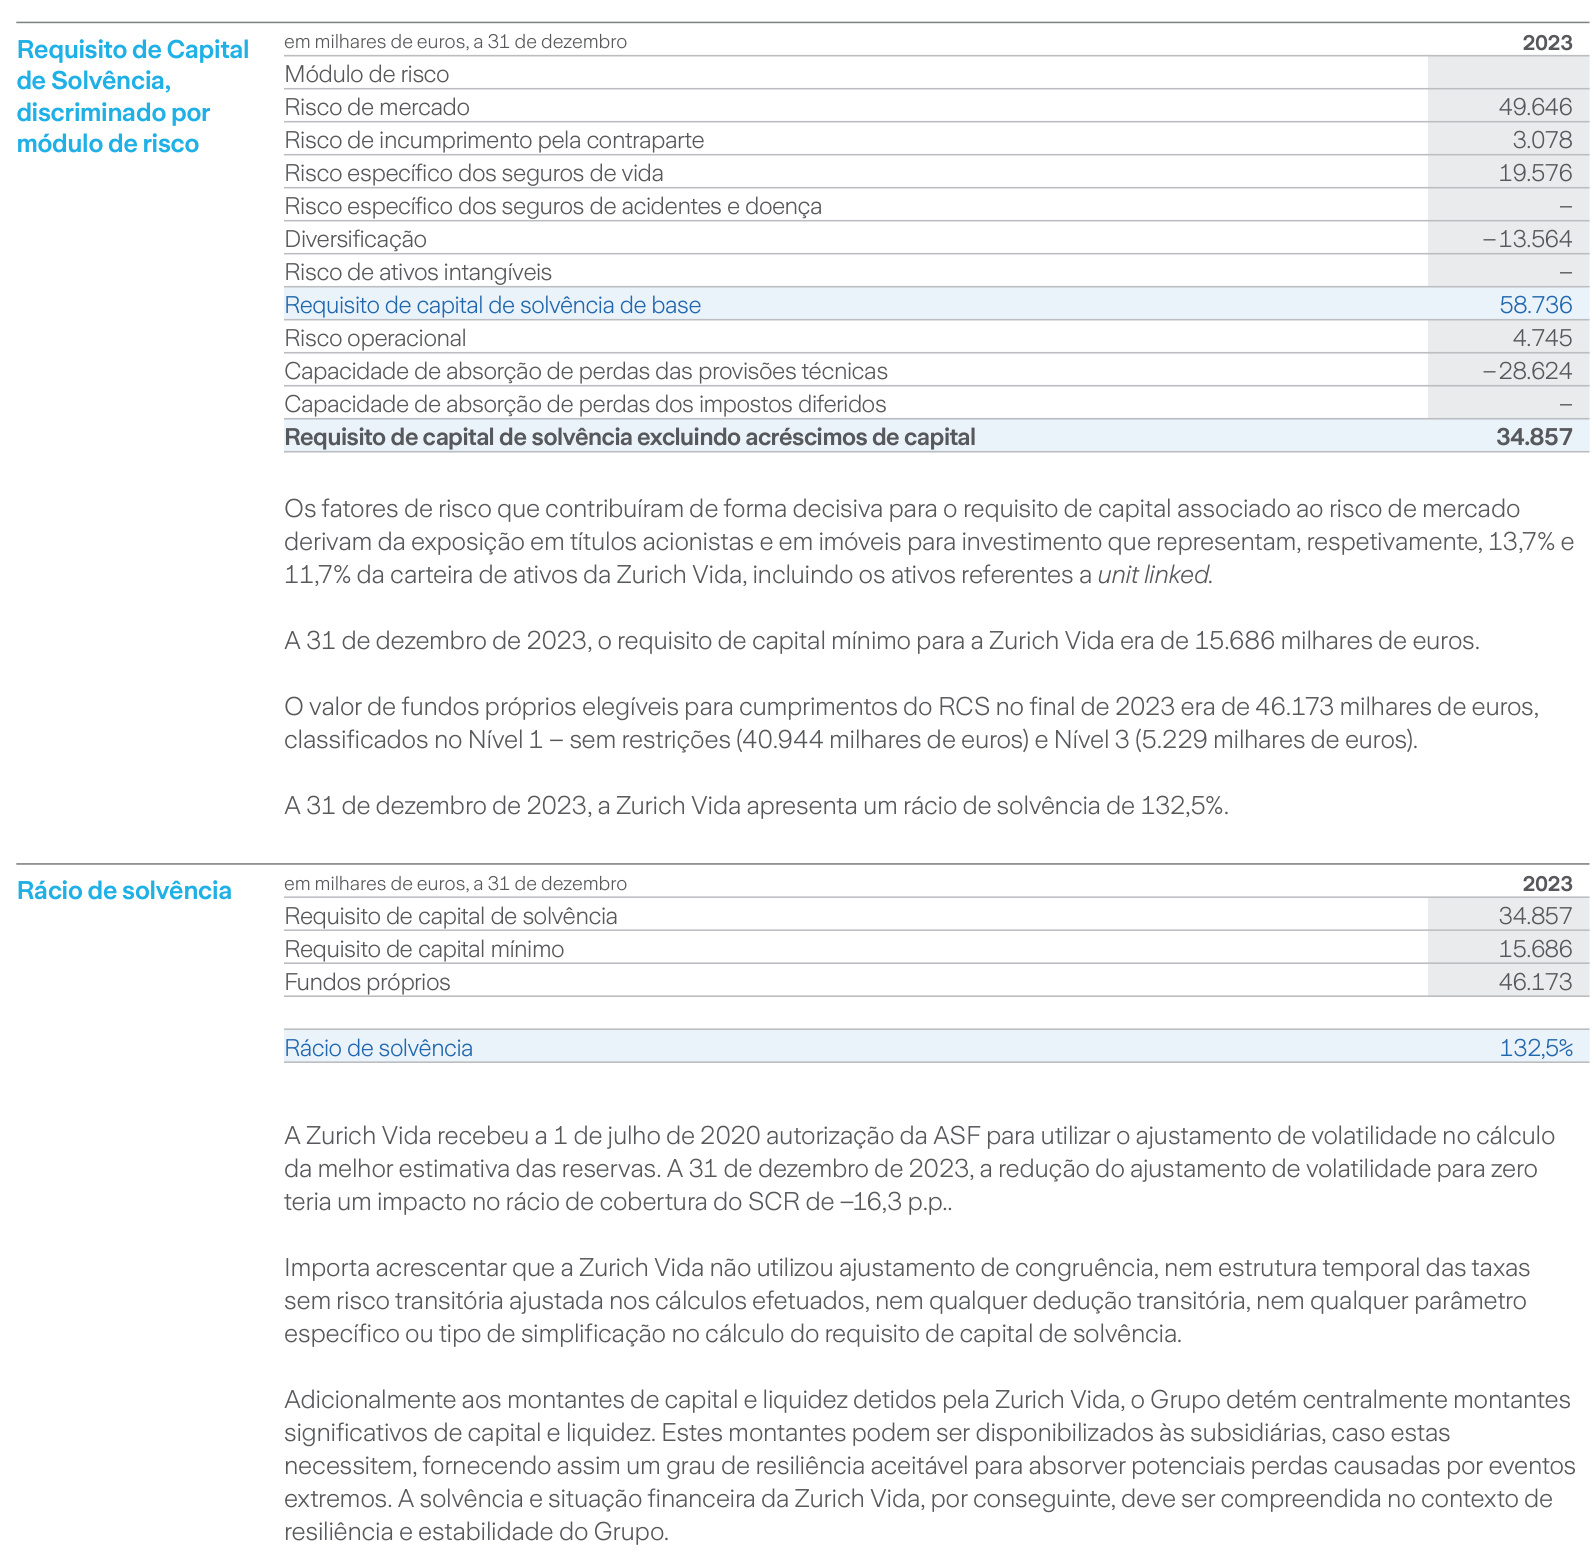 Requisito de Capital
de Solvência,
discriminado por
módulo de risco
em milhares de euros, a 31 de dezembro 2023
Módulo de risco
Risco de mercado 49.646
Risco de incumprimento pela contraparte 3.078
Risco específico dos seguros de vida 19.576
Risco específico dos seguros de acidentes e doença –
Diversificação –13.564
Risco de ativos intangíveis –
Requisito de capital de solvência de base 58.736
Risco operacional 4.745
Capacidade de absorção de perdas das provisões técnicas –28.624
Capacidade de absorção de perdas dos impostos diferidos –
Requisito de capital de solvência excluindo acréscimos de capital 34.857
Os fatores de risco que contribuíram de forma decisiva para o requisito de capital associado ao risco de mercado
derivam da exposição em títulos acionistas e em imóveis para investimento que representam, respetivamente, 13,7% e
11,7% da carteira de ativos da Zurich Vida, incluindo os ativos referentes a unit linked.
A 31 de dezembro de 2023, o requisito de capital mínimo para a Zurich Vida era de 15.686 milhares de euros.
O valor de fundos próprios elegíveis para cumprimentos do RCS no final de 2023 era de 46.173 milhares de euros,
classificados no Nível 1 – sem restrições (40.944 milhares de euros) e Nível 3 (5.229 milhares de euros).
A 31 de dezembro de 2023, a Zurich Vida apresenta um rácio de solvência de 132,5%.
Rácio de solvência
em milhares de euros, a 31 de dezembro 2023
Requisito de capital de solvência 34.857
Requisito de capital mínimo 15.686
Fundos próprios 46.173
Rácio de solvência 132,5%
A Zurich Vida recebeu a 1 de julho de 2020 autorização da ASF para utilizar o ajustamento de volatilidade no cálculo
da melhor estimativa das reservas. A 31 de dezembro de 2023, a redução do ajustamento de volatilidade para zero
teria um impacto no rácio de cobertura do SCR de –16,3 p.p..
Importa acrescentar que a Zurich Vida não utilizou ajustamento de congruência, nem estrutura temporal das taxas
sem risco transitória ajustada nos cálculos efetuados, nem qualquer dedução transitória, nem qualquer parâmetro
específico ou tipo de simplificação no cálculo do requisito de capital de solvência.
Adicionalmente aos montantes de capital e liquidez detidos pela Zurich Vida, o Grupo detém centralmente montantes
significativos de capital e liquidez. Estes montantes podem ser disponibilizados às subsidiárias, caso estas
necessitem, fornecendo assim um grau de resiliência aceitável para absorver potenciais perdas causadas por eventos
extremos. A solvência e situação financeira da Zurich Vida, por conseguinte, deve ser compreendida no contexto de
resiliência e estabilidade do Grupo.